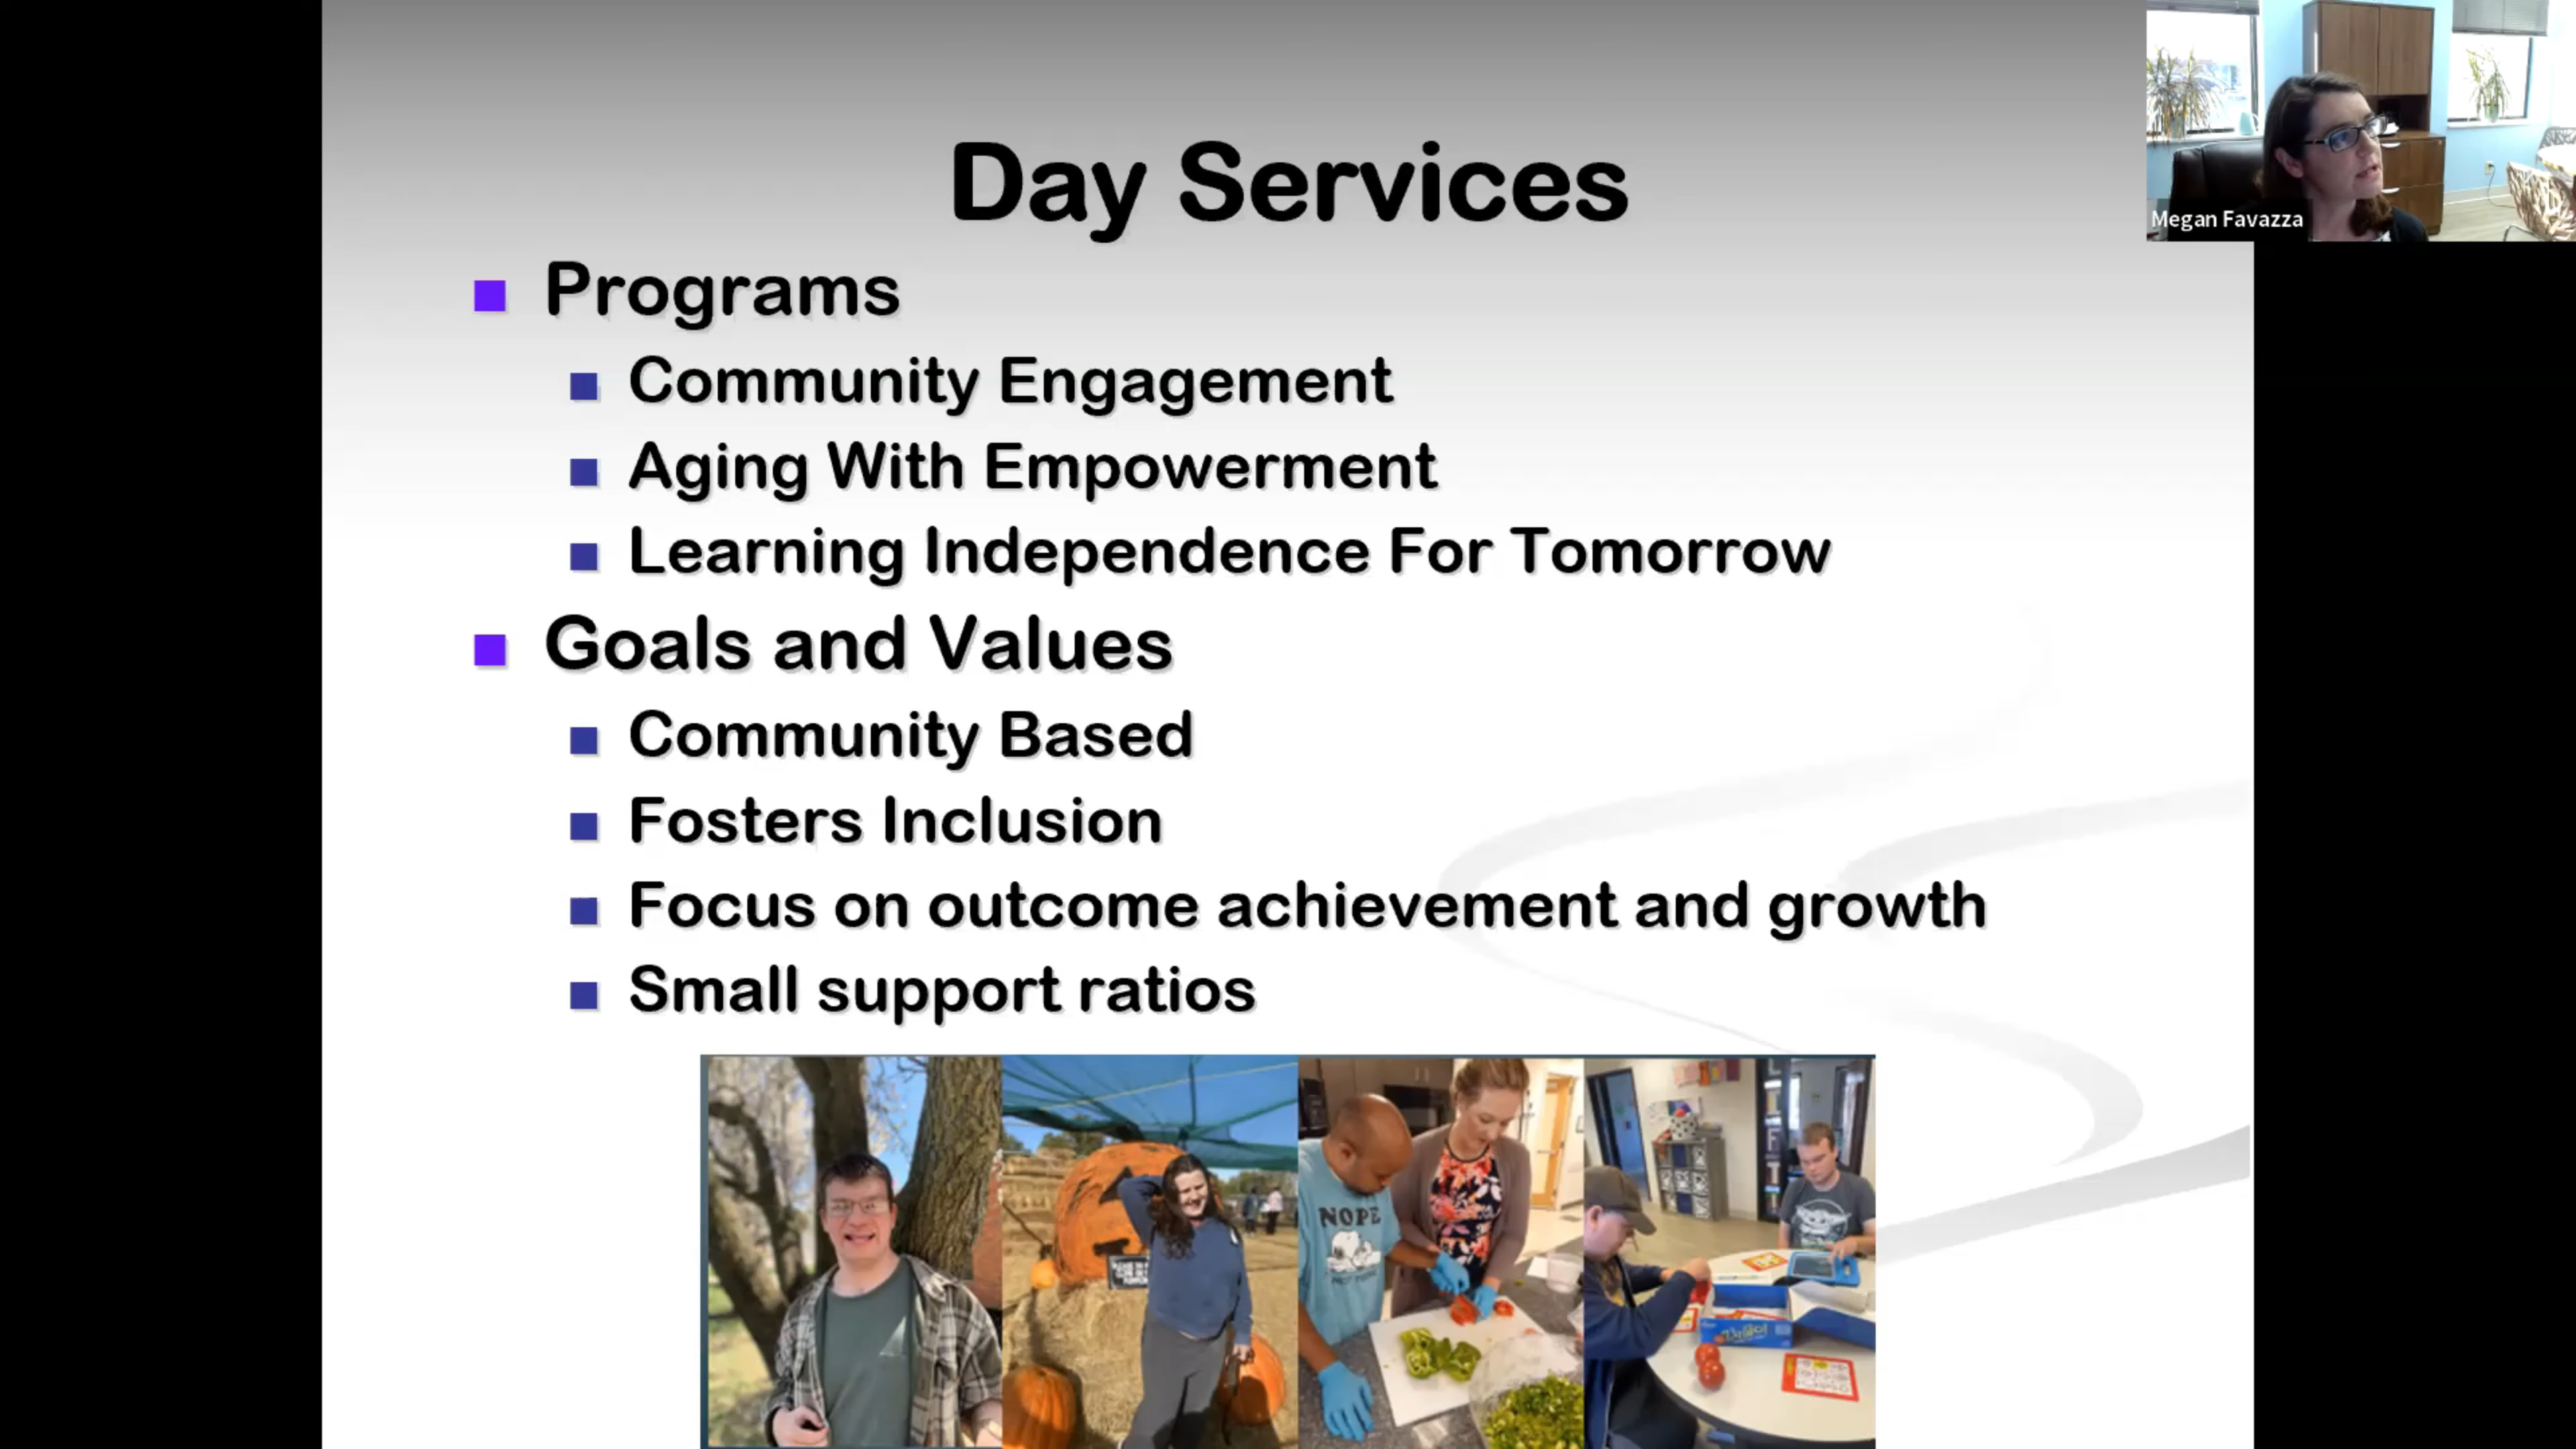 Day Services
Megan Favazza
Programs
Community Engagement
Aging With Empowerment
Learning Independence For Tomorrow
Goals and Values
Community Based
Fosters Inclusion
Focus on outcome achievement and growth
Small support ratios
NOPE
L
I
F
T